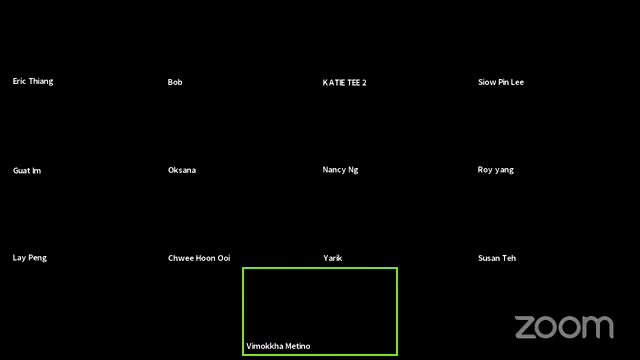 Eric Thiang
Bob
KATIE TEE 2
Siow Pin Lee
Guat Im
Oksana
Nancy Ng
Roy yang
Lay Peng
Chwee Hoon Ooi
Yarik
Susan Teh
Vimokkha Metino
zoom